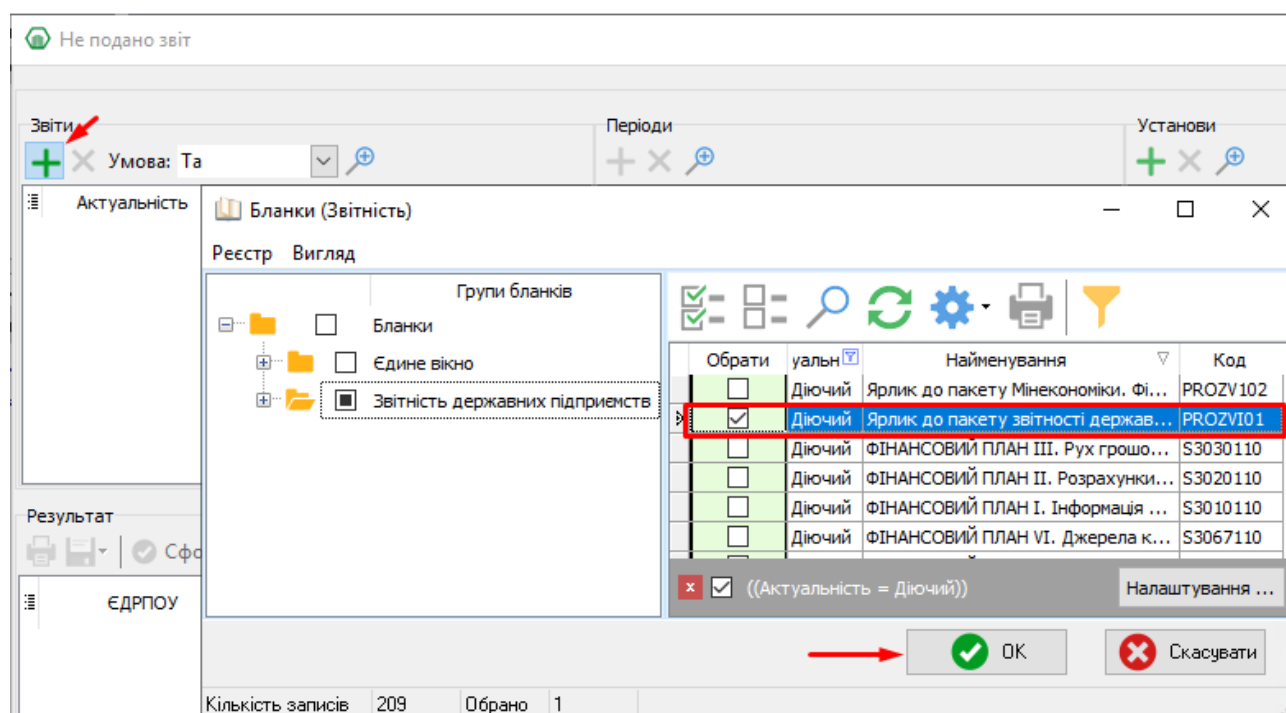 Не подано звіт
Звіти Періоди Установи
Умова: Та
Актуальність
Бланки (Звітність)
Реєстр Вигляд
Групи бланків
Бланки
Єдине вікно
Звітність державних підприємств
Обрати уальн Найменування Код
Діючий Ярлик до пакету Мінекономіки. Фі... PROZV102
Діючий Ярлик до пакету звітності держав... PROZVI01
Діючий ФІНАНСОВИЙ ПЛАН III. Рух грошо... S3030110
Діючий ФІНАНСОВИЙ ПЛАН II. Розрахунки... S3020110
Діючий ФІНАНСОВИЙ ПЛАН I. Інформація ... S3010110
Діючий ФІНАНСОВИЙ ПЛАН VI. Джерела к... S3067110
((Актуальність = Діючий)) Налаштування ...
Результат
Сфо
ЄДРПОУ
OK Скасувати
Кількість записів 209 Обрано 1